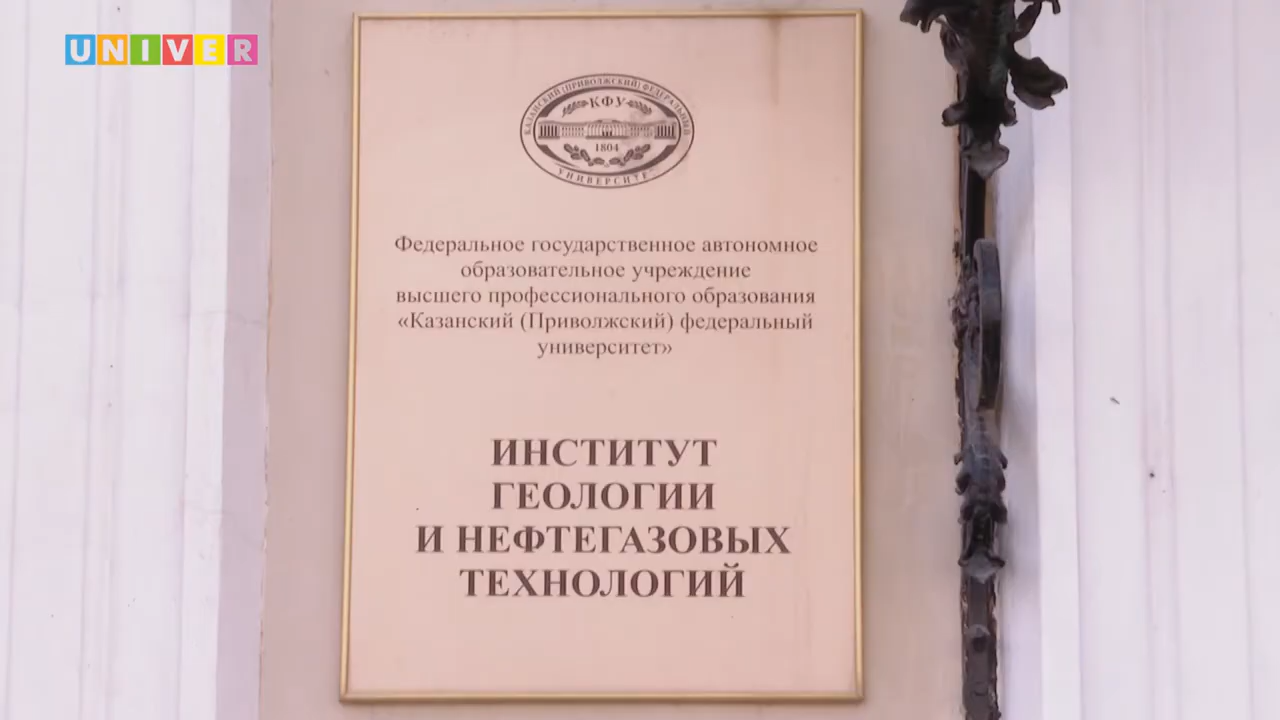 UNIVER
КАЗАНСКИЙ (ПРИВОЛЖСКИЙ) ФЕДЕРАЛЬНЫЙ
КФУ
1804
Федеральное государственное автономное
образовательное учреждение
высшего профессионального образования
«Казанский (Приволжский) федеральный
университет»
ИНСТИТУТ
ГЕОЛОГИИ
И НЕФТЕГАЗОВЫХ
ТЕХНОЛОГИЙ